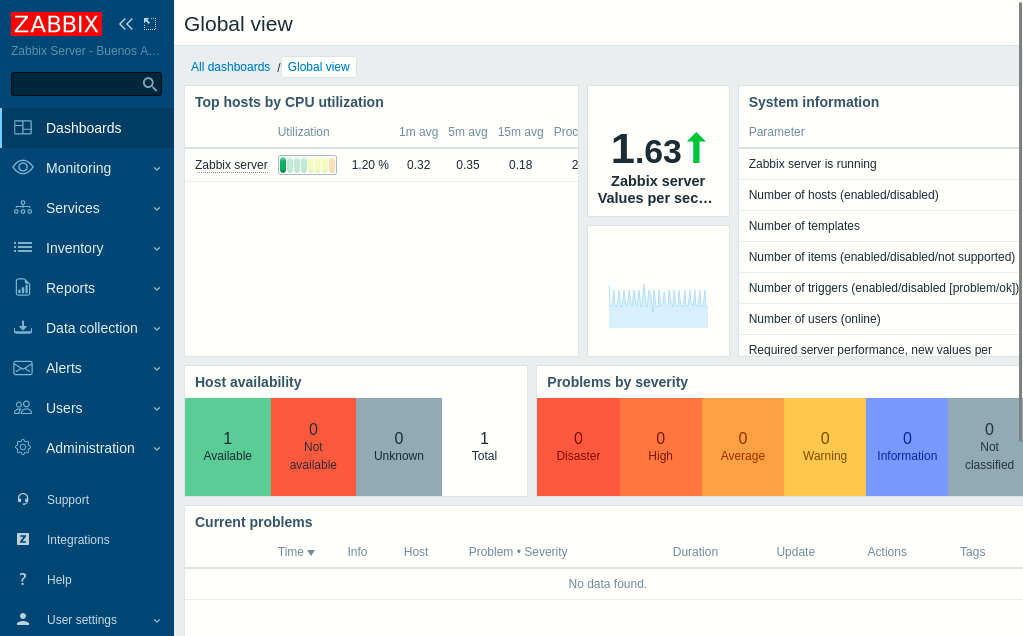 ZABBIX
Zabbix Server - Buenos A…
Dashboards
Monitoring
Services
Inventory
Reports
Data collection
Alerts
Users
Administration
Support
Integrations
Help
User settings
Global view
All dashboards / Global view
Top hosts by CPU utilization
Utilization 1m avg 5m avg 15m avg Proc
Zabbix server 1.20 % 0.32 0.35 0.18 2
1.63
Zabbix server
Values per sec…
System information
Parameter
Zabbix server is running
Number of hosts (enabled/disabled)
Number of templates
Number of items (enabled/disabled/not supported)
Number of triggers (enabled/disabled [problem/ok])
Number of users (online)
Required server performance, new values per
Host availability
1
Available
0
Not
available
0
Unknown
1
Total
Problems by severity
0
Disaster
0
High
0
Average
0
Warning
0
Information
0
Not
classified
Current problems
Time Info Host Problem • Severity Duration Update Actions Tags
No data found.